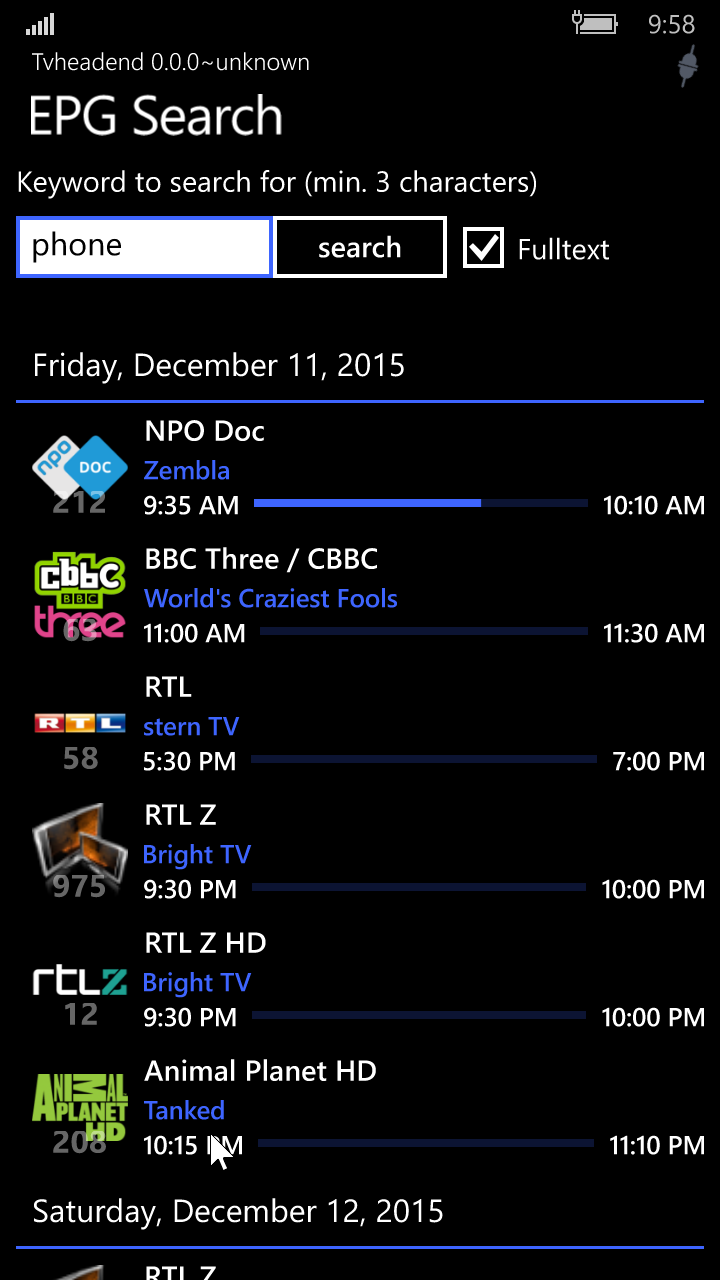 9:58
Tvheadend 0.0.0~unknown
EPG Search
Keyword to search for (min. 3 characters)
phone search Fulltext
Friday, December 11, 2015
npo DOC
212
NPO Doc
Zembla
9:35 AM 10:10 AM
cbbc
BBC
three
63
BBC Three / CBBC
World's Craziest Fools
11:00 AM 11:30 AM
RTL
58
RTL
stern TV
5:30 PM 7:00 PM
975
RTL Z
Bright TV
9:30 PM 10:00 PM
rtlz
12
RTL Z HD
Bright TV
9:30 PM 10:00 PM
ANIMAL
PLANET
HD
208
Animal Planet HD
Tanked
10:15 PM 11:10 PM
Saturday, December 12, 2015
RTL Z